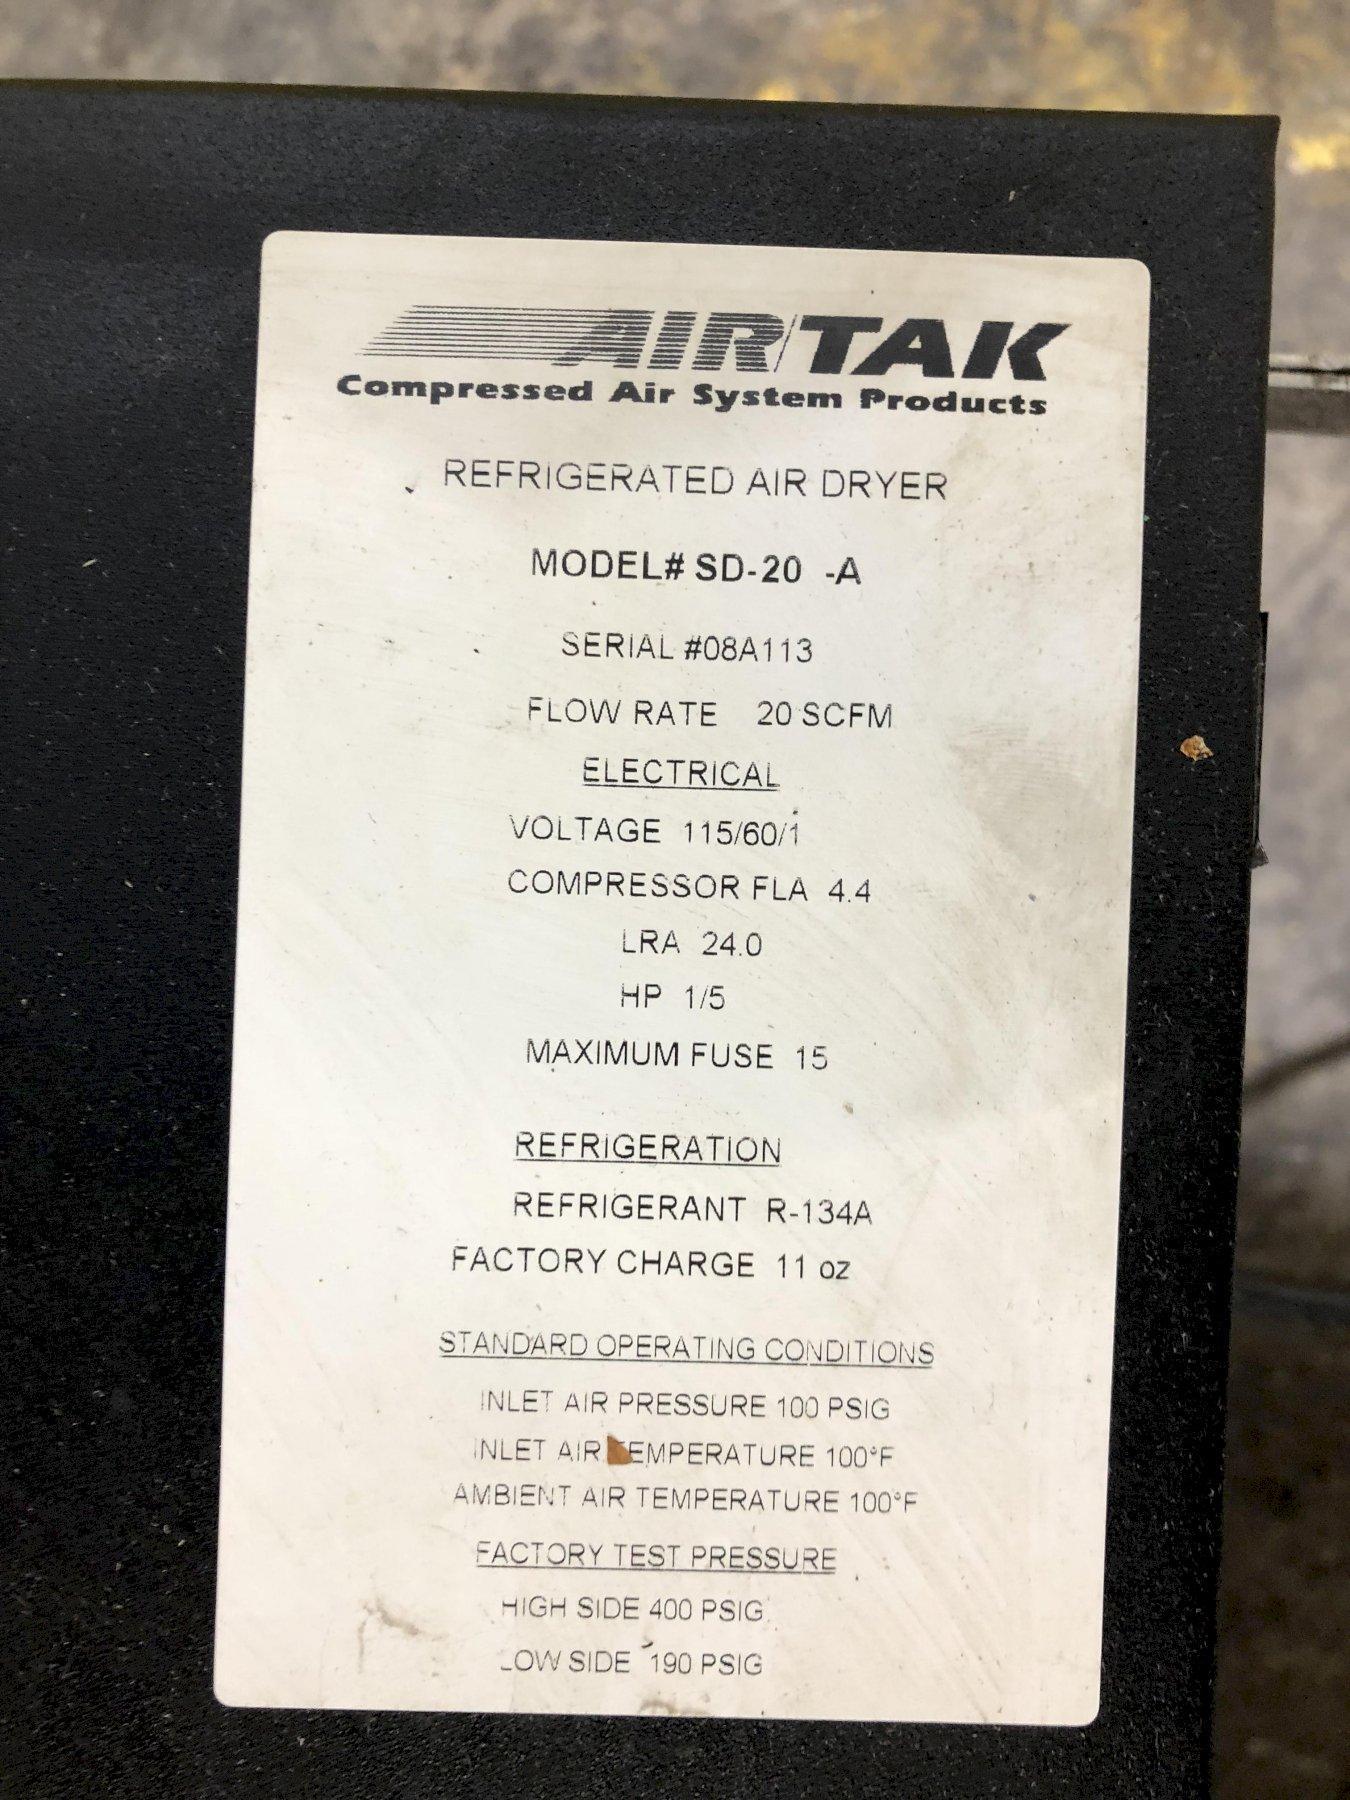 AIR/TAK
Compressed Air System Products
REFRIGERATED AIR DRYER
MODEL# SD-20 -A
SERIAL #08A113
FLOW RATE 20 SCFM
ELECTRICAL
VOLTAGE 115/60/1
COMPRESSOR FLA 4.4
LRA 24.0
HP 1/5
MAXIMUM FUSE 15
REFRIGERATION
REFRIGERANT R-134A
FACTORY CHARGE 11 oz
STANDARD OPERATING CONDITIONS
INLET AIR PRESSURE 100 PSIG
INLET AIR TEMPERATURE 100°F
AMBIENT AIR TEMPERATURE 100°F
FACTORY TEST PRESSURE
HIGH SIDE 400 PSIG
LOW SIDE 190 PSIG